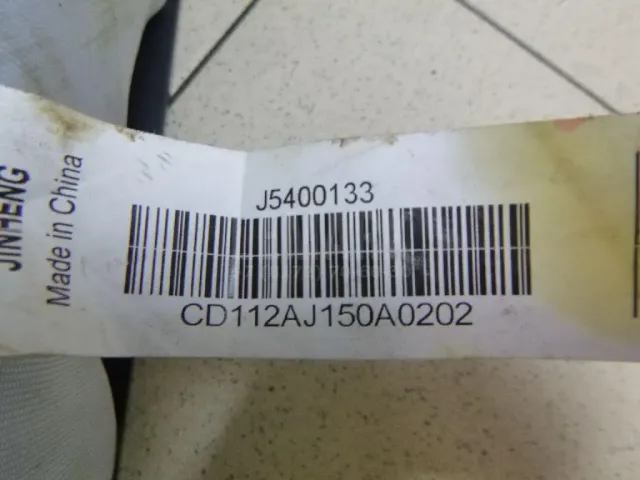 JINHENG
Made in China
J5400133
CD112AJ150A0202